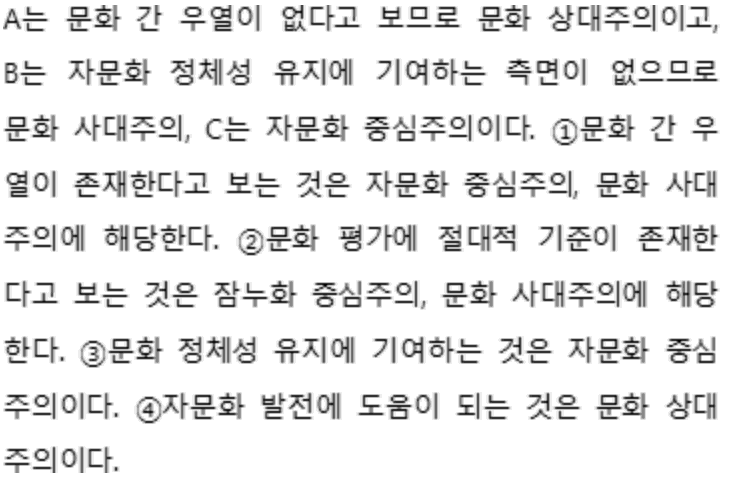 A는 문화 간 우열이 없다고 보므로 문화 상대주의이고,
B는 자문화 정체성 유지에 기여하는 측면이 없으므로
문화 사대주의, C는 자문화 중심주의이다. ①문화 간 우
열이 존재한다고 보는 것은 자문화 중심주의, 문화 사대
주의에 해당한다. ②문화 평가에 절대적 기준이 존재한
다고 보는 것은 잠누화 중심주의, 문화 사대주의에 해당
한다. ③문화 정체성 유지에 기여하는 것은 자문화 중심
주의이다. ④자문화 발전에 도움이 되는 것은 문화 상대
주의이다.